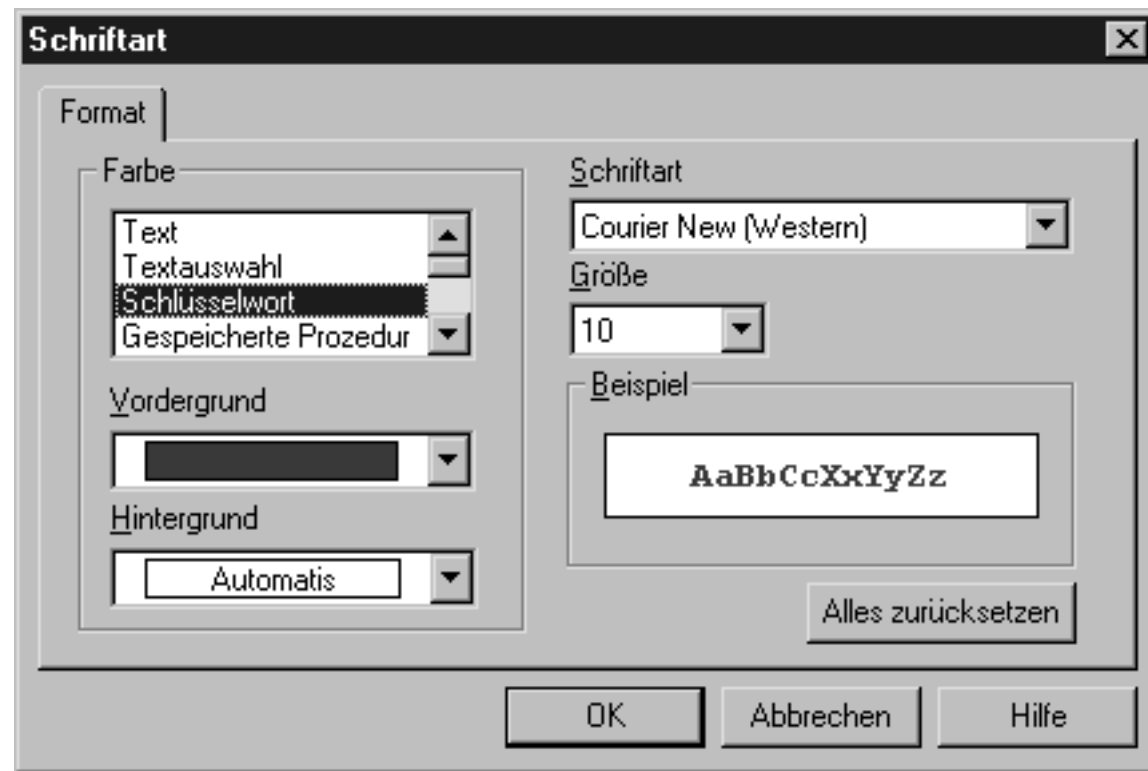 Schriftart
Format
Farbe
Text
Textauswahl
Schlüsselwort
Gespeicherte Prozedur
Vordergrund
Hintergrund
Automatis
Schriftart
Courier New (Western)
Größe
10
Beispiel
AaBbCcXxYyZz
Alles zurücksetzen
OK
Abbrechen
Hilfe